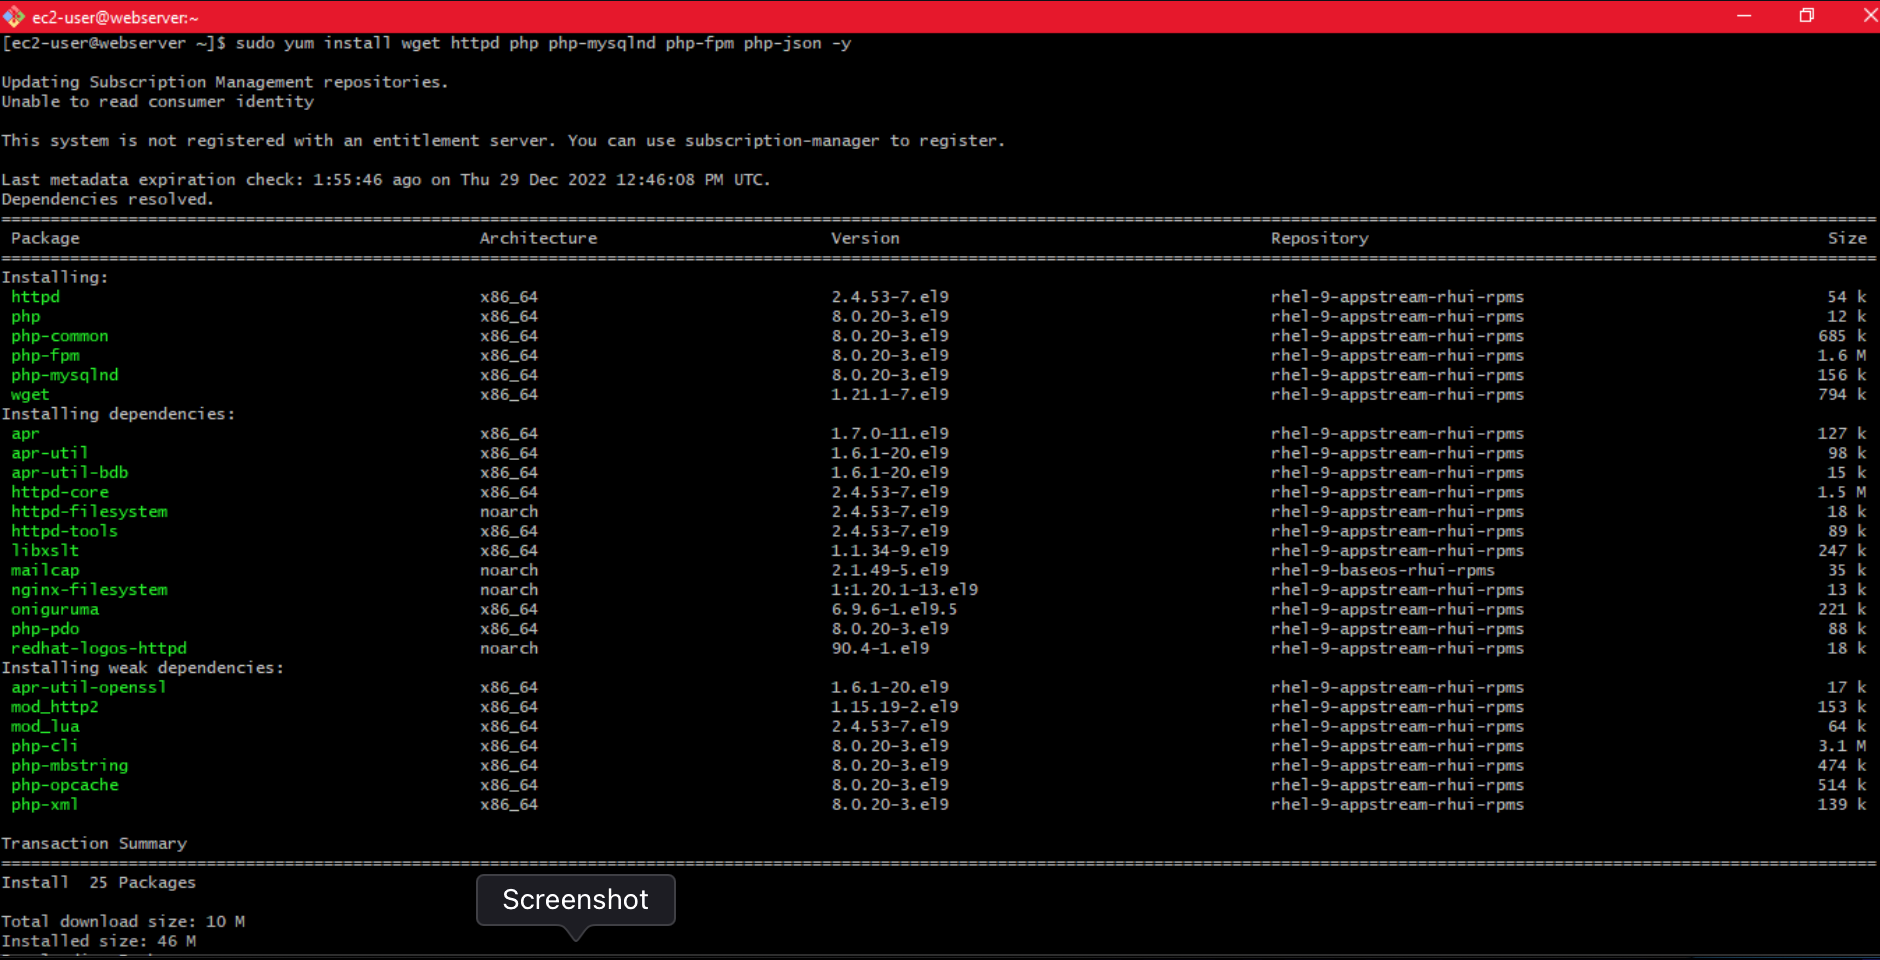 ec2-user@webserver:~
[ec2-user@webserver ~]$ sudo yum install wget httpd php php-mysqlnd php-fpm php-json -y
Updating Subscription Management repositories.
Unable to read consumer identity
This system is not registered with an entitlement server. You can use subscription-manager to register.
Last metadata expiration check: 1:55:46 ago on Thu 29 Dec 2022 12:46:08 PM UTC.
Dependencies resolved.
Package Architecture Version Repository Size
Installing:
httpd x86_64 2.4.53-7.el9 rhel-9-appstream-rhui-rpms 54 k
php x86_64 8.0.20-3.el9 rhel-9-appstream-rhui-rpms 12 k
php-common x86_64 8.0.20-3.el9 rhel-9-appstream-rhui-rpms 685 k
php-fpm x86_64 8.0.20-3.el9 rhel-9-appstream-rhui-rpms 1.6 M
php-mysqlnd x86_64 8.0.20-3.el9 rhel-9-appstream-rhui-rpms 156 k
wget x86_64 1.21.1-7.el9 rhel-9-appstream-rhui-rpms 794 k
Installing dependencies:
apr x86_64 1.7.0-11.el9 rhel-9-appstream-rhui-rpms 127 k
apr-util x86_64 1.6.1-20.el9 rhel-9-appstream-rhui-rpms 98 k
apr-util-bdb x86_64 1.6.1-20.el9 rhel-9-appstream-rhui-rpms 15 k
httpd-core x86_64 2.4.53-7.el9 rhel-9-appstream-rhui-rpms 1.5 M
httpd-filesystem noarch 2.4.53-7.el9 rhel-9-appstream-rhui-rpms 18 k
httpd-tools x86_64 2.4.53-7.el9 rhel-9-appstream-rhui-rpms 89 k
libxslt x86_64 1.1.34-9.el9 rhel-9-appstream-rhui-rpms 247 k
mailcap noarch 2.1.49-5.el9 rhel-9-baseos-rhui-rpms 35 k
nginx-filesystem noarch 1:1.20.1-13.el9 rhel-9-appstream-rhui-rpms 13 k
oniguruma x86_64 6.9.6-1.el9.5 rhel-9-appstream-rhui-rpms 221 k
php-pdo x86_64 8.0.20-3.el9 rhel-9-appstream-rhui-rpms 88 k
redhat-logos-httpd noarch 90.4-1.el9 rhel-9-appstream-rhui-rpms 18 k
Installing weak dependencies:
apr-util-openssl x86_64 1.6.1-20.el9 rhel-9-appstream-rhui-rpms 17 k
mod_http2 x86_64 1.15.19-2.el9 rhel-9-appstream-rhui-rpms 153 k
mod_lua x86_64 2.4.53-7.el9 rhel-9-appstream-rhui-rpms 64 k
php-cli x86_64 8.0.20-3.el9 rhel-9-appstream-rhui-rpms 3.1 M
php-mbstring x86_64 8.0.20-3.el9 rhel-9-appstream-rhui-rpms 474 k
php-opcache x86_64 8.0.20-3.el9 rhel-9-appstream-rhui-rpms 514 k
php-xml x86_64 8.0.20-3.el9 rhel-9-appstream-rhui-rpms 139 k
Transaction Summary
Install 25 Packages
Screenshot
Total download size: 10 M
Installed size: 46 M